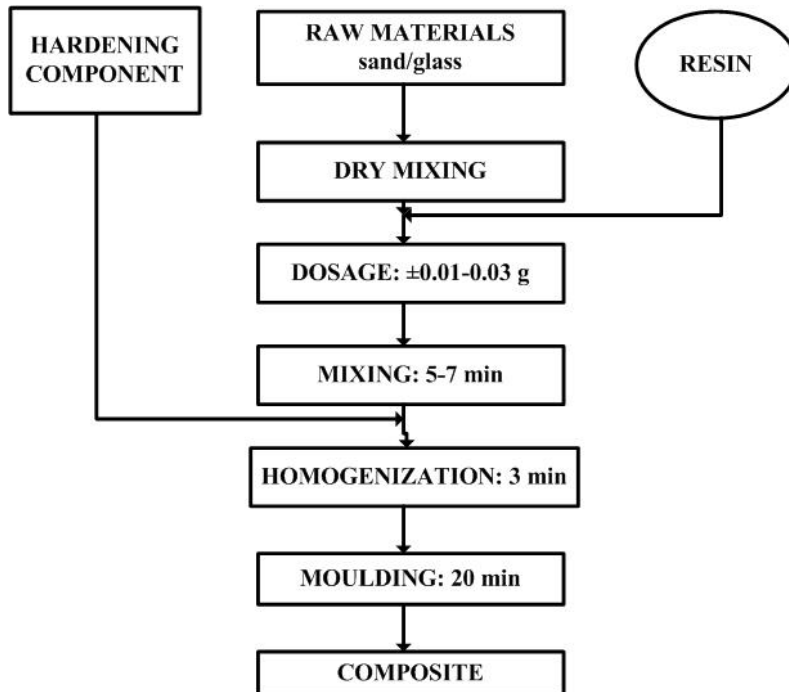 HARDENING
COMPONENT
RAW MATERIALS
sand/glass
RESIN
DRY MIXING
DOSAGE: ±0.01-0.03 g
MIXING: 5-7 min
HOMOGENIZATION: 3 min
MOULDING: 20 min
COMPOSITE